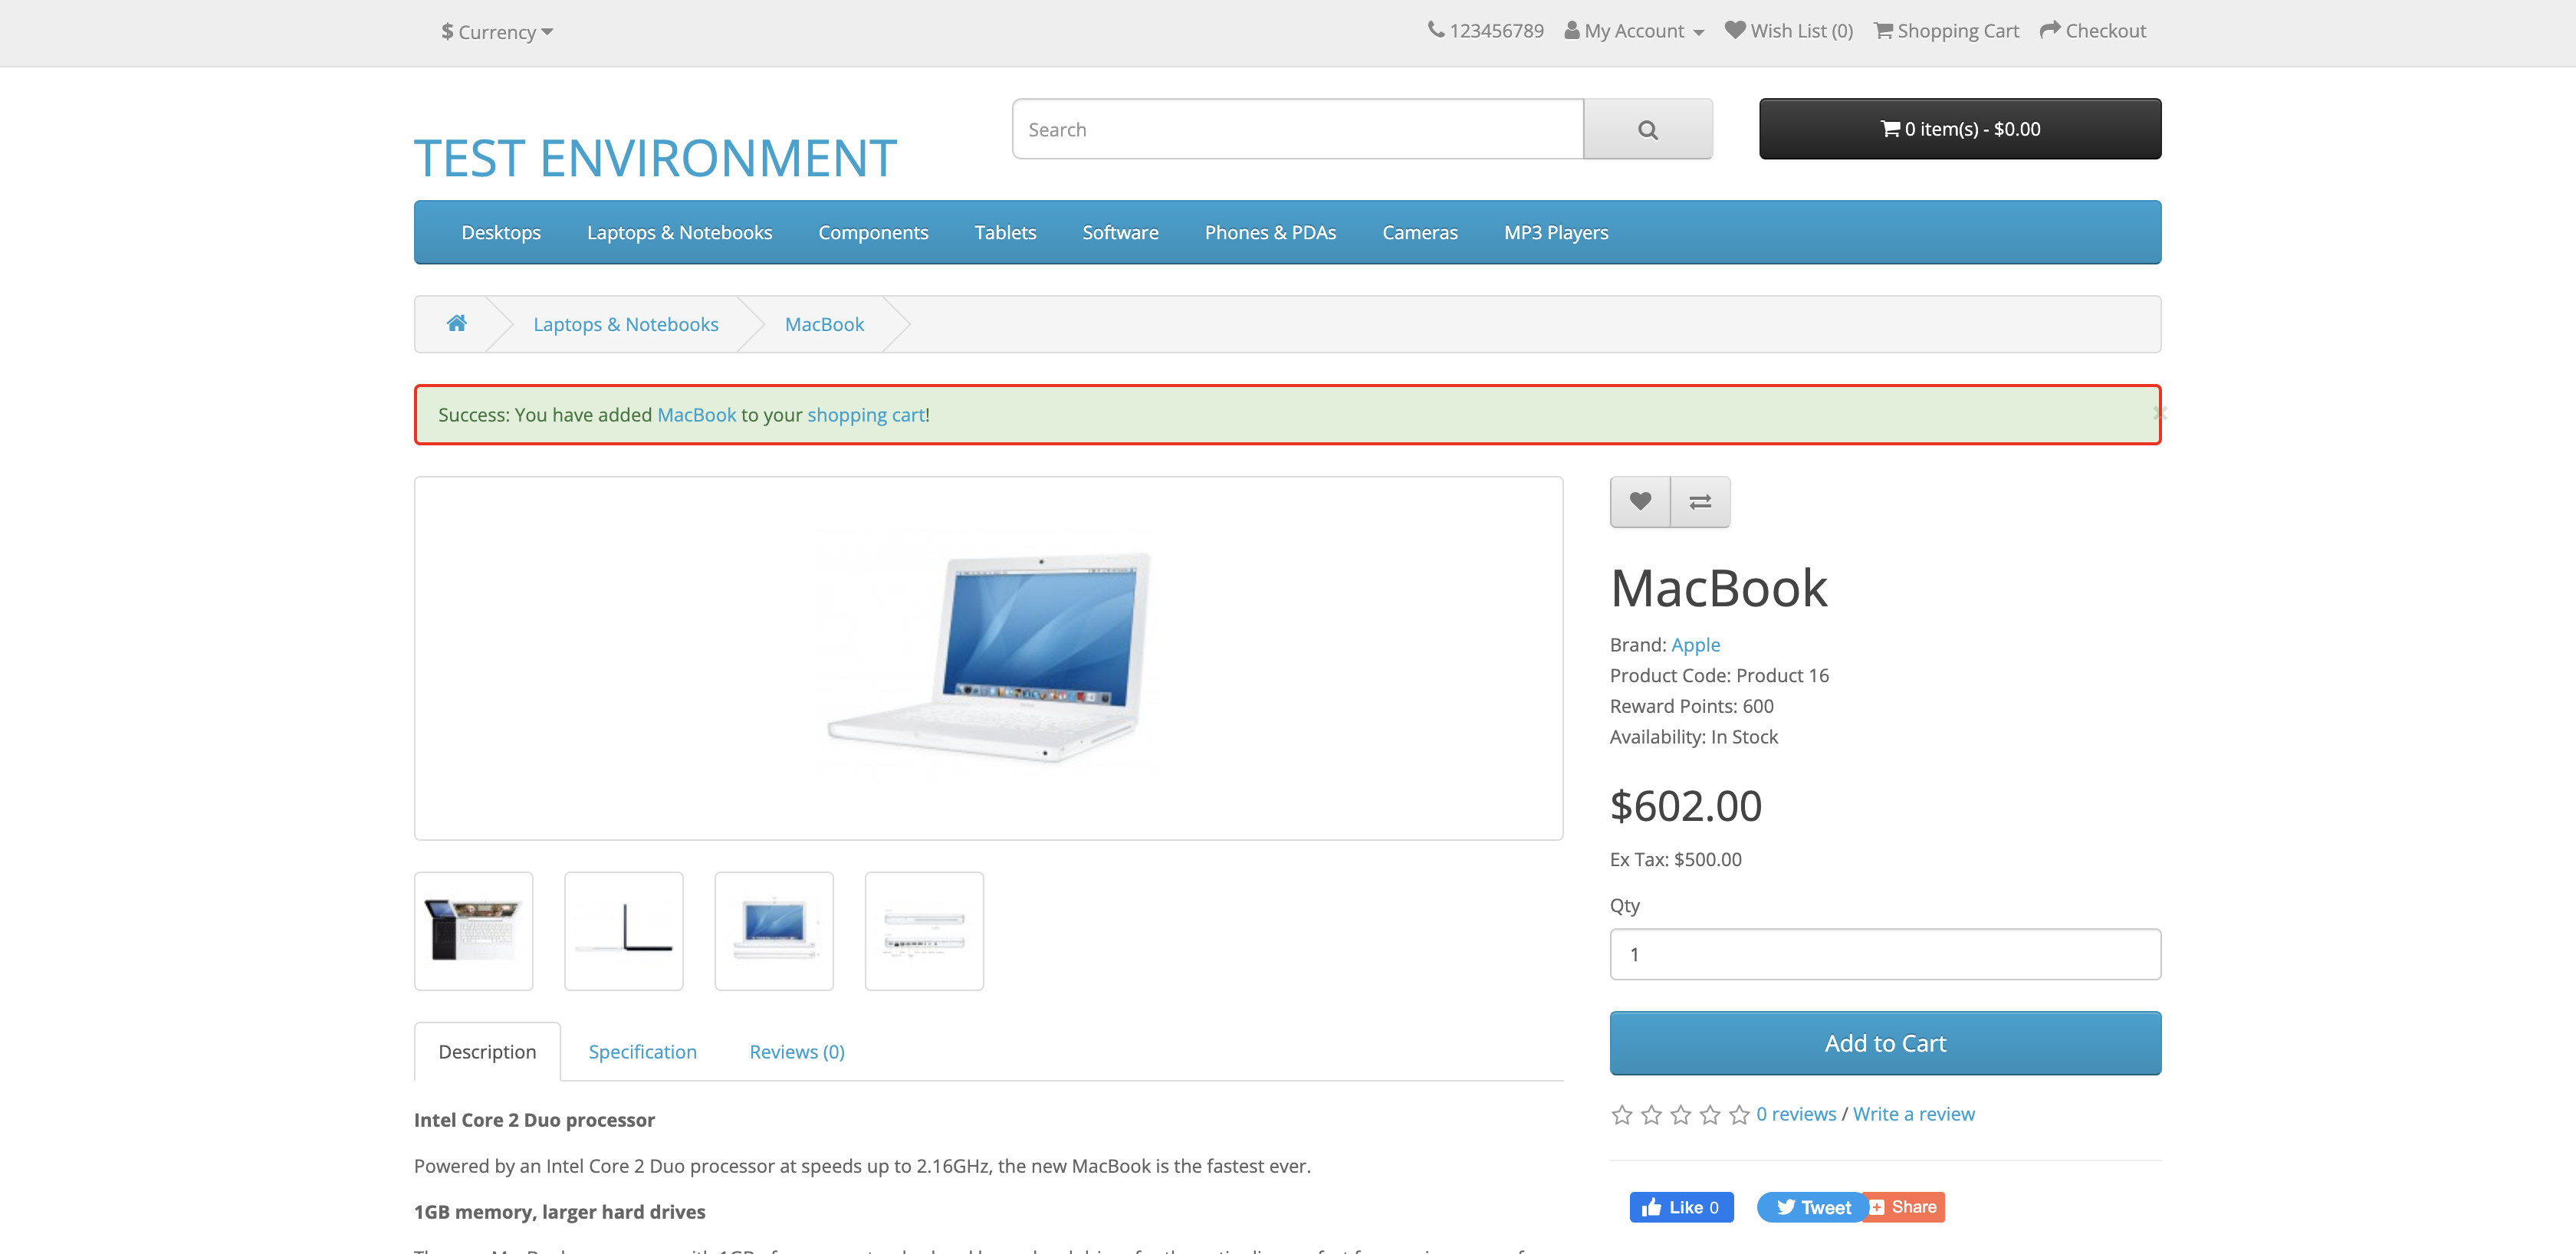 $ Currency
123456789 My Account Wish List (0) Shopping Cart Checkout
TEST ENVIRONMENT
Search
0 item(s) - $0.00
Desktops Laptops & Notebooks Components Tablets Software Phones & PDAs Cameras MP3 Players
Laptops & Notebooks MacBook
Success: You have added MacBook to your shopping cart!
MacBook
Brand: Apple
Product Code: Product 16
Reward Points: 600
Availability: In Stock
$602.00
Ex Tax: $500.00
Qty
1
Add to Cart
0 reviews / Write a review
Like 0
Tweet
Share
Description Specification Reviews (0)
Intel Core 2 Duo processor
Powered by an Intel Core 2 Duo processor at speeds up to 2.16GHz, the new MacBook is the fastest ever.
1GB memory, larger hard drives